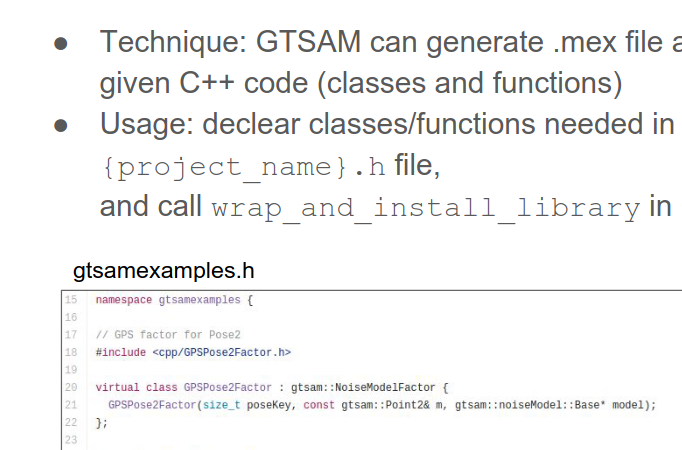 ● Technique: GTSAM can generate .mex file
given C++ code (classes and functions)
● Usage: declear classes/functions needed in
{project_name}.h file,
and call wrap_and_install_library in
gtsamexamples.h
15 namespace gtsamexamples {
16
17 // GPS factor for Pose2
18 #include <cpp/GPSPose2Factor.h>
19
20 virtual class GPSPose2Factor : gtsam::NoiseModelFactor {
21 GPSPose2Factor(size_t poseKey, const gtsam::Point2& m, gtsam::noiseModel::Base* model);
22 };
23